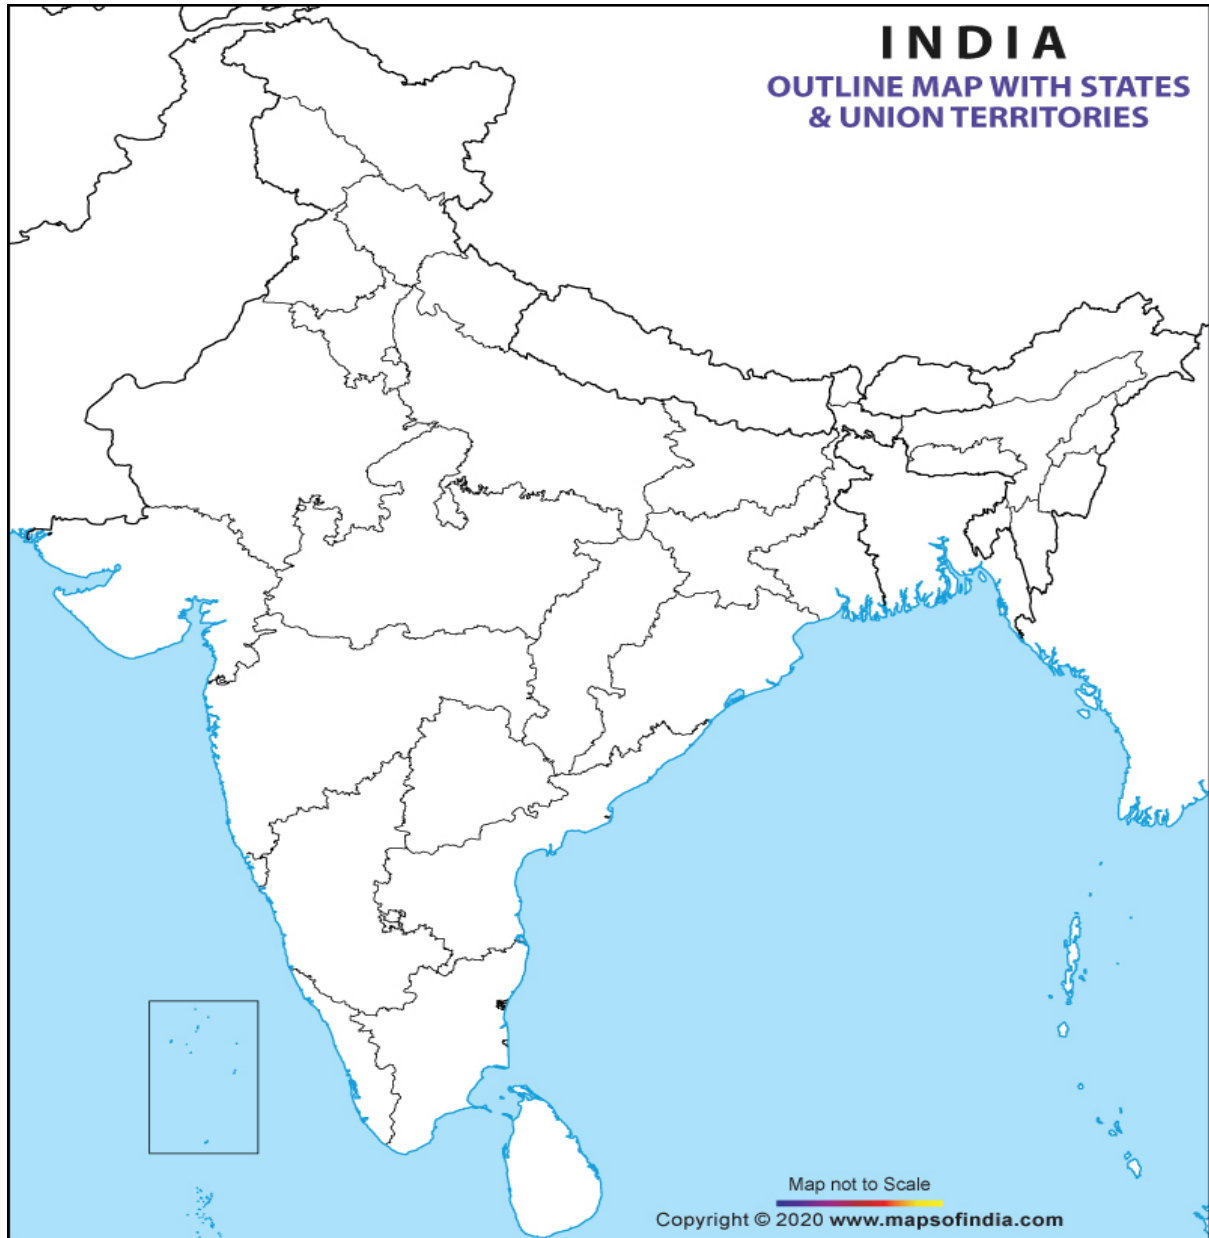 INDIA
OUTLINE MAP WITH STATES
& UNION TERRITORIES
Map not to Scale
Copyright © 2020 www.mapsofindia.com